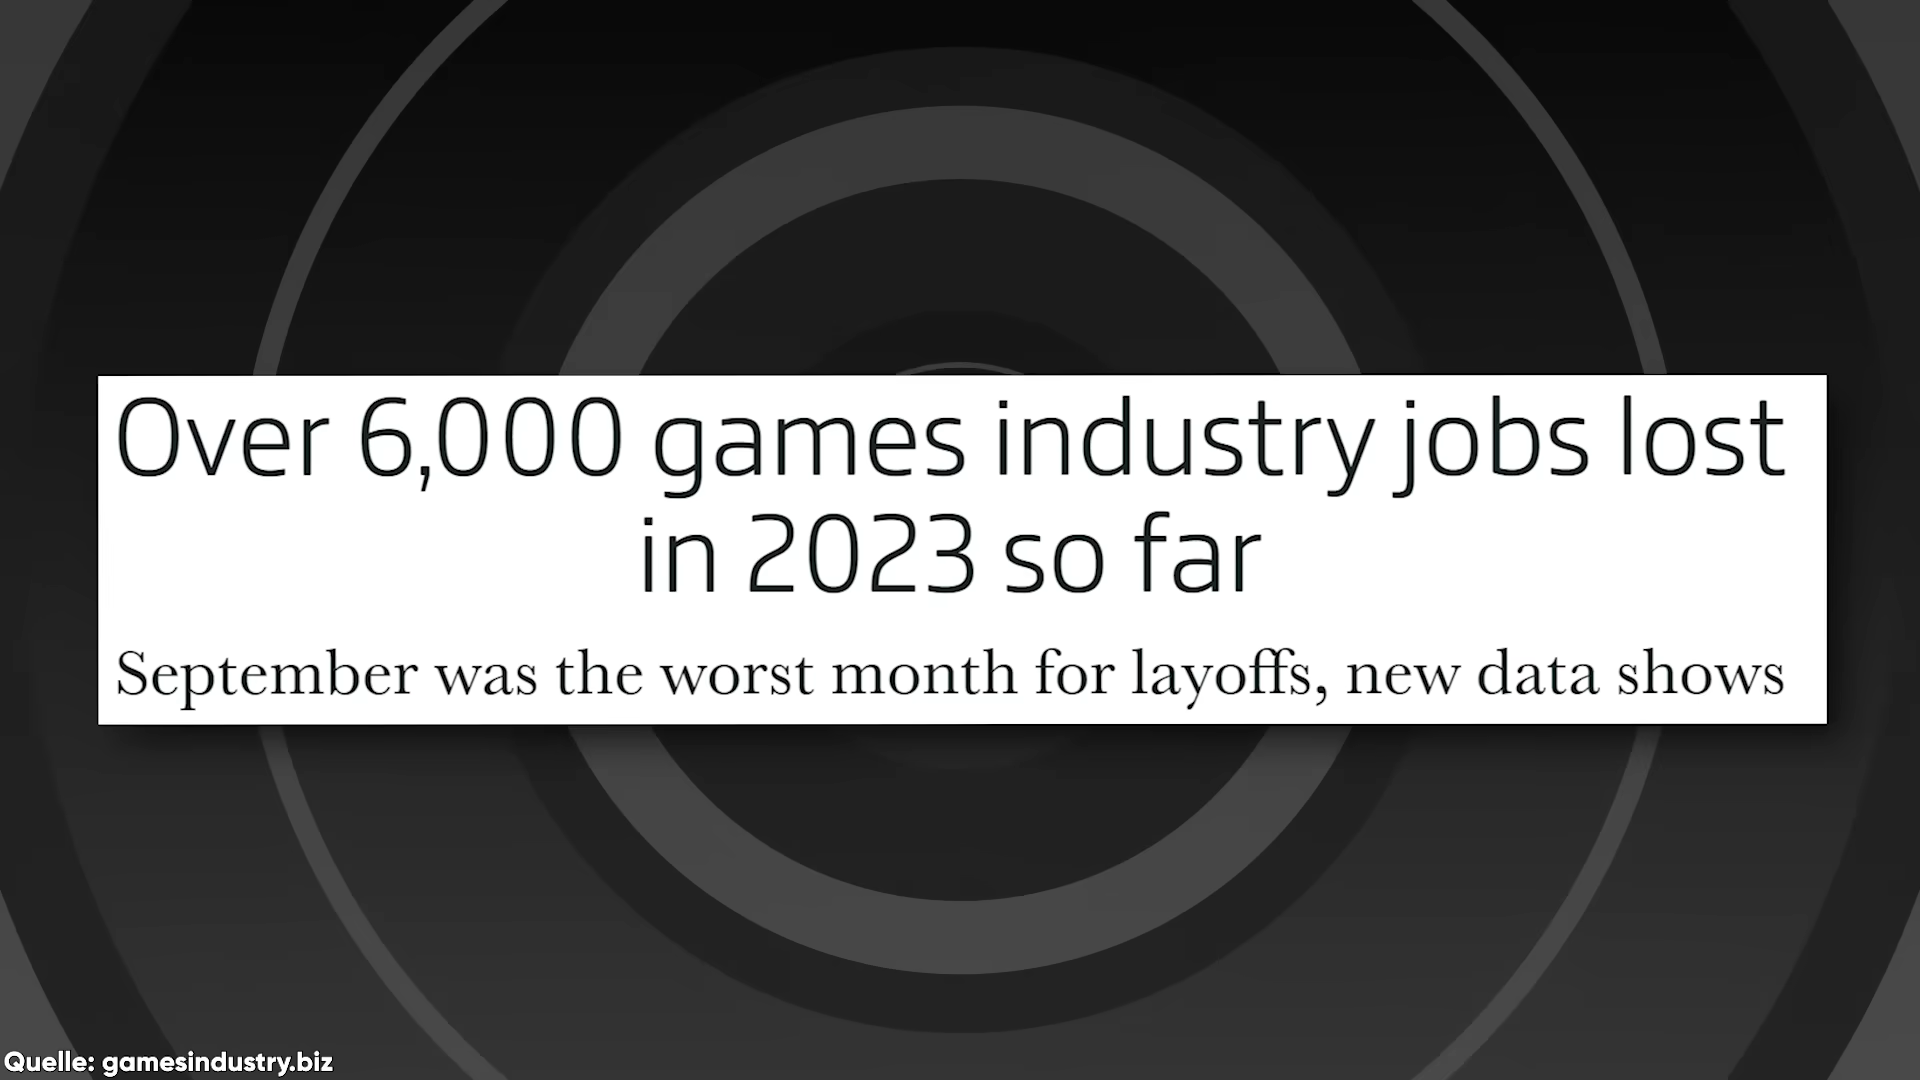 Over 6,000 games industry jobs lost
in 2023 so far
September was the worst month for layoffs, new data shows
Quelle: gamesindustry.biz